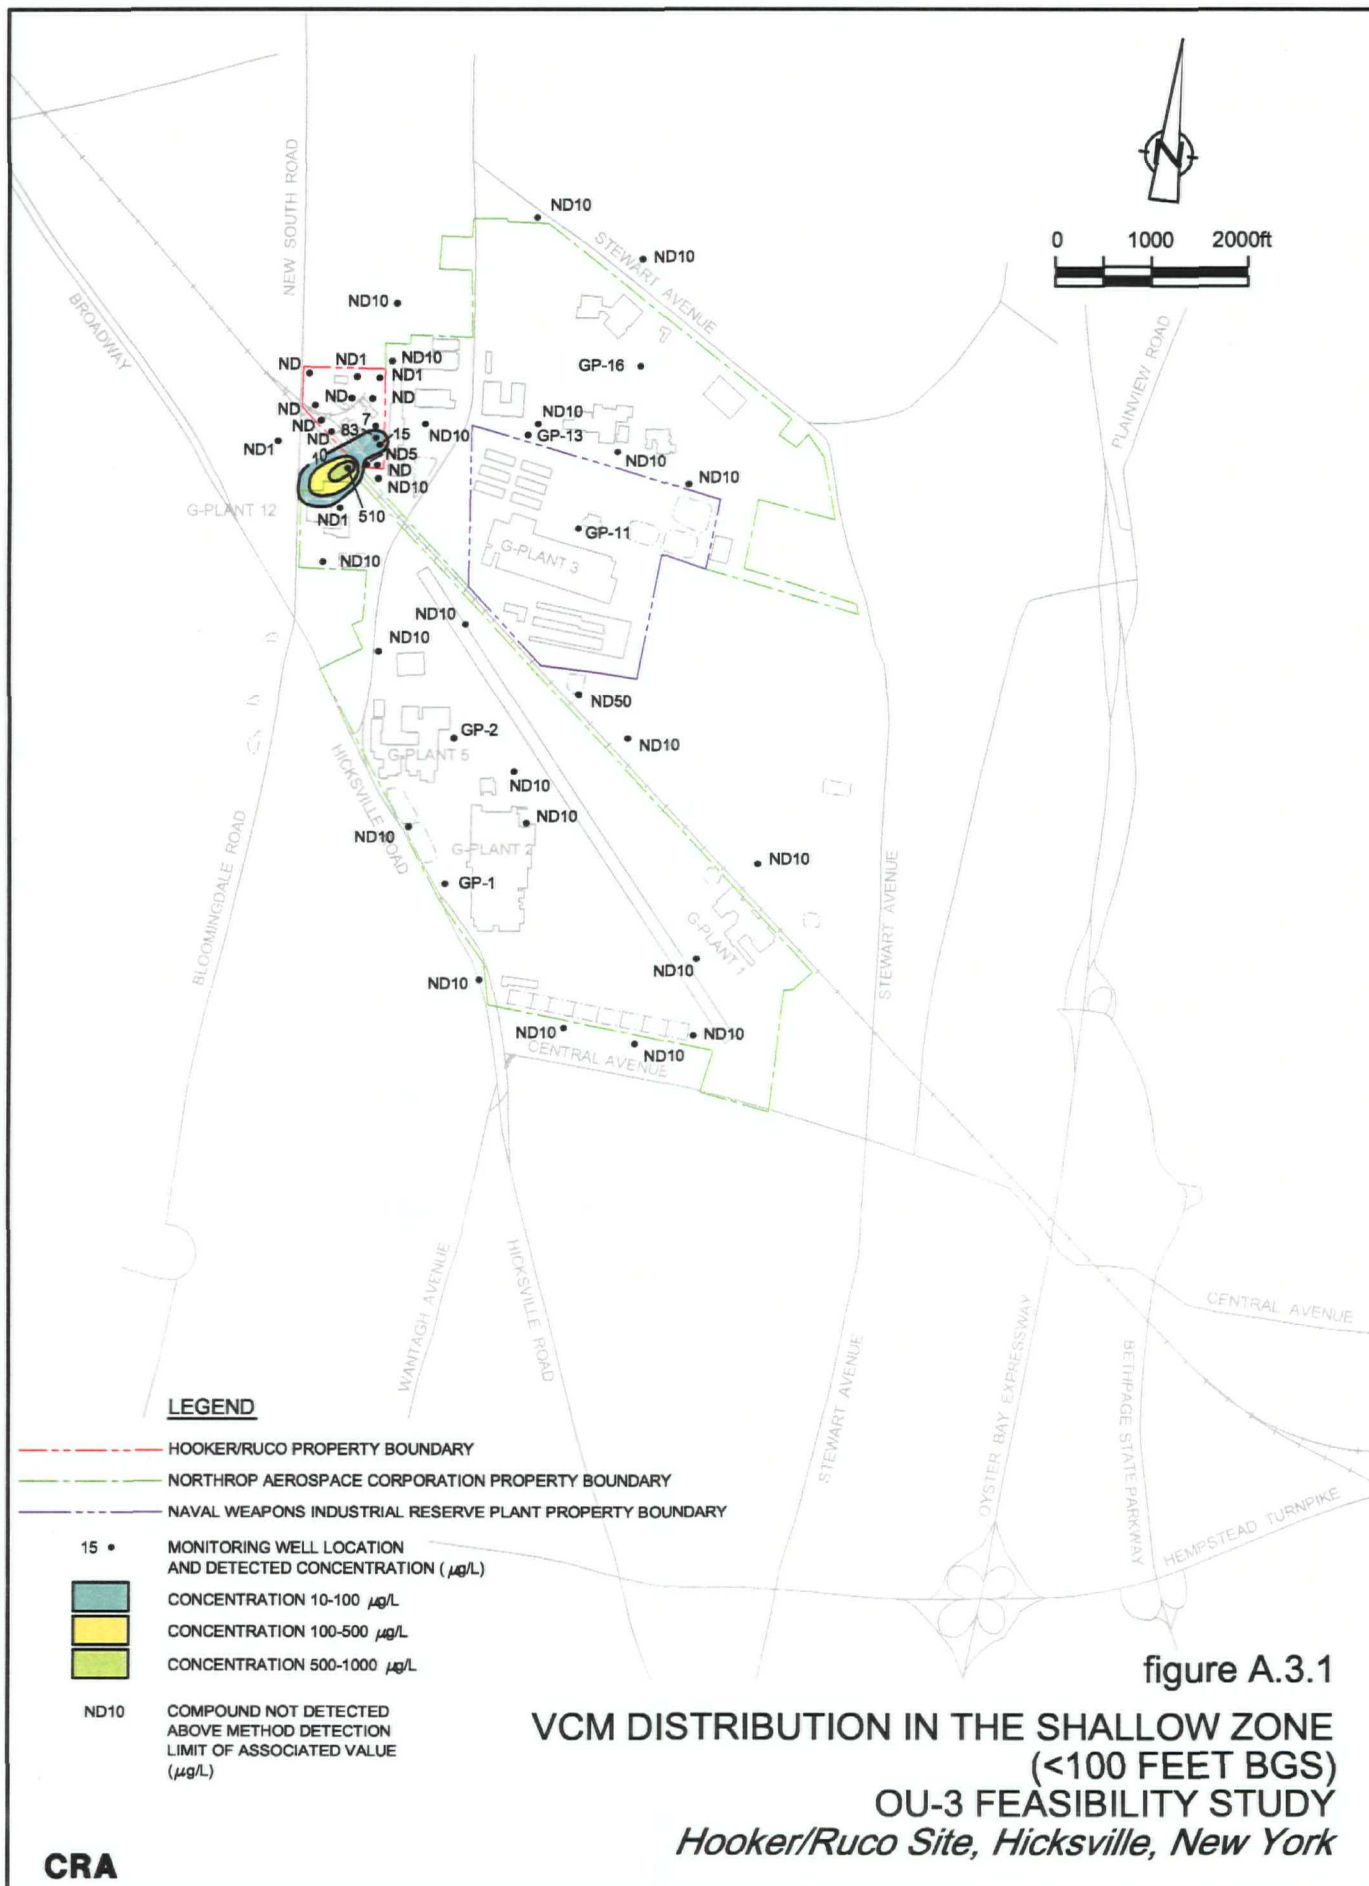 NEW SOUTH ROAD
BROADWAY
STEWART AVENUE
N
0 1000 2000ft
PLAINVIEW ROAD
ND10
ND10
ND10
GP-16
ND10
ND ND1
ND1
ND ND
ND
ND
ND
ND1
7
83
15
10
ND5
ND
ND10
510
ND1
ND10
ND10
GP-13
ND10
ND10
ND10
G-PLANT 12
GP-11
G-PLANT 3
ND10
ND10
ND10
ND50
ND10
GP-2
G-PLANT 5
HICKSVILLE ROAD
ND10
ND10
ND10
G-PLANT 2
GP-1
BLOOMINGDALE ROAD
ND10
STEWART AVENUE
G-PLANT 1
ND10
ND10
ND10
ND10
ND10
CENTRAL AVENUE
WANTAGH AVENUE
HICKSVILLE ROAD
STEWART AVENUE
OYSTER BAY EXPRESSWAY
BETHPAGE STATE PARKWAY
CENTRAL AVENUE
HEMPSTEAD TURNPIKE
LEGEND
HOOKER/RUCO PROPERTY BOUNDARY
NORTHROP AEROSPACE CORPORATION PROPERTY BOUNDARY
NAVAL WEAPONS INDUSTRIAL RESERVE PLANT PROPERTY BOUNDARY
15 MONITORING WELL LOCATION
AND DETECTED CONCENTRATION (µg/L)
CONCENTRATION 10-100 µg/L
CONCENTRATION 100-500 µg/L
CONCENTRATION 500-1000 µg/L
ND10 COMPOUND NOT DETECTED
ABOVE METHOD DETECTION
LIMIT OF ASSOCIATED VALUE
(µg/L)
figure A.3.1
VCM DISTRIBUTION IN THE SHALLOW ZONE
(<100 FEET BGS)
OU-3 FEASIBILITY STUDY
Hooker/Ruco Site, Hicksville, New York
CRA